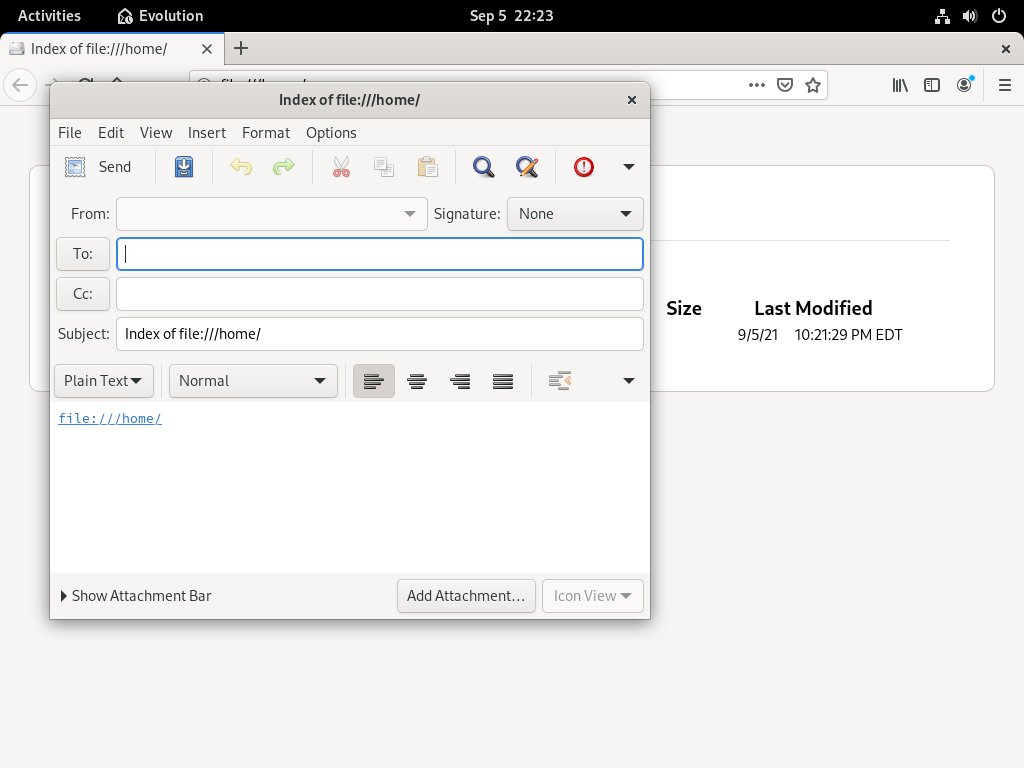 Activities Evolution Sep 5 22:23
Index of file:///home/
Index of file:///home/
File Edit View Insert Format Options
Send
From: Signature: None
To:
Cc:
Subject: Index of file:///home/
Plain Text Normal
file:///home/
Show Attachment Bar Add Attachment... Icon View
Size Last Modified
9/5/21 10:21:29 PM EDT